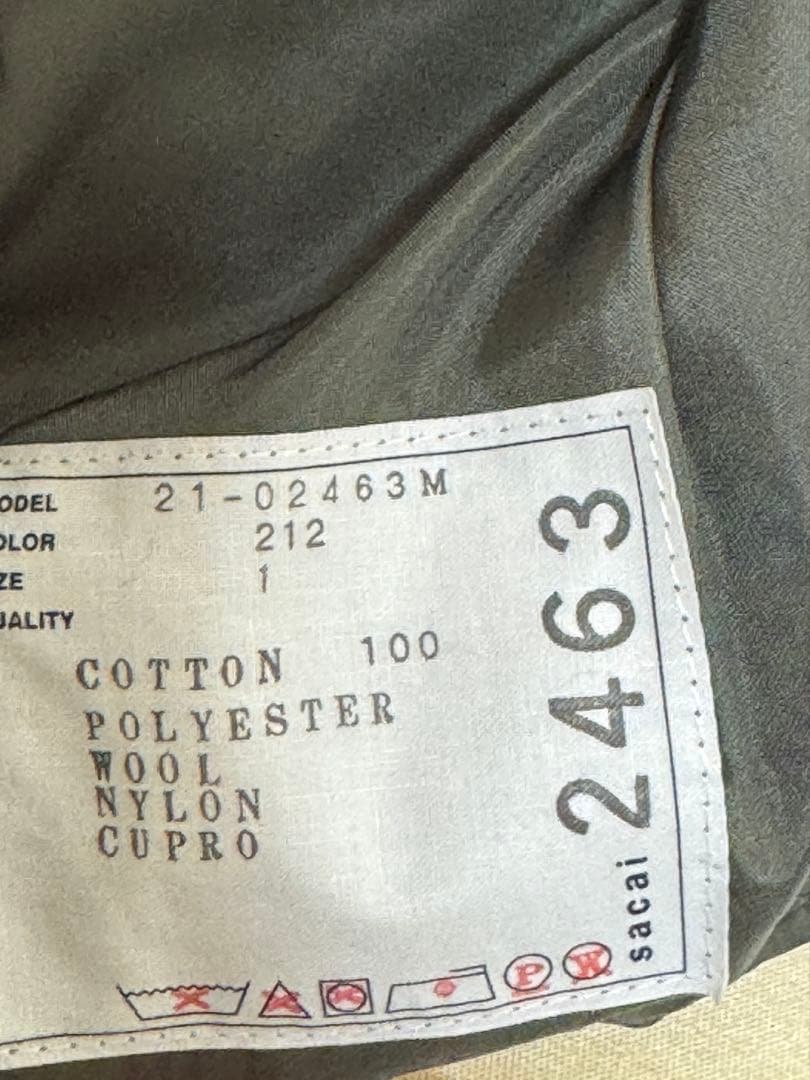 ODEL 21-02463M
OLOR 212
ZE 1
UALITY
COTTON 100
POLYESTER
WOOL
NYLON
CUPRO
P W
sacai 2463